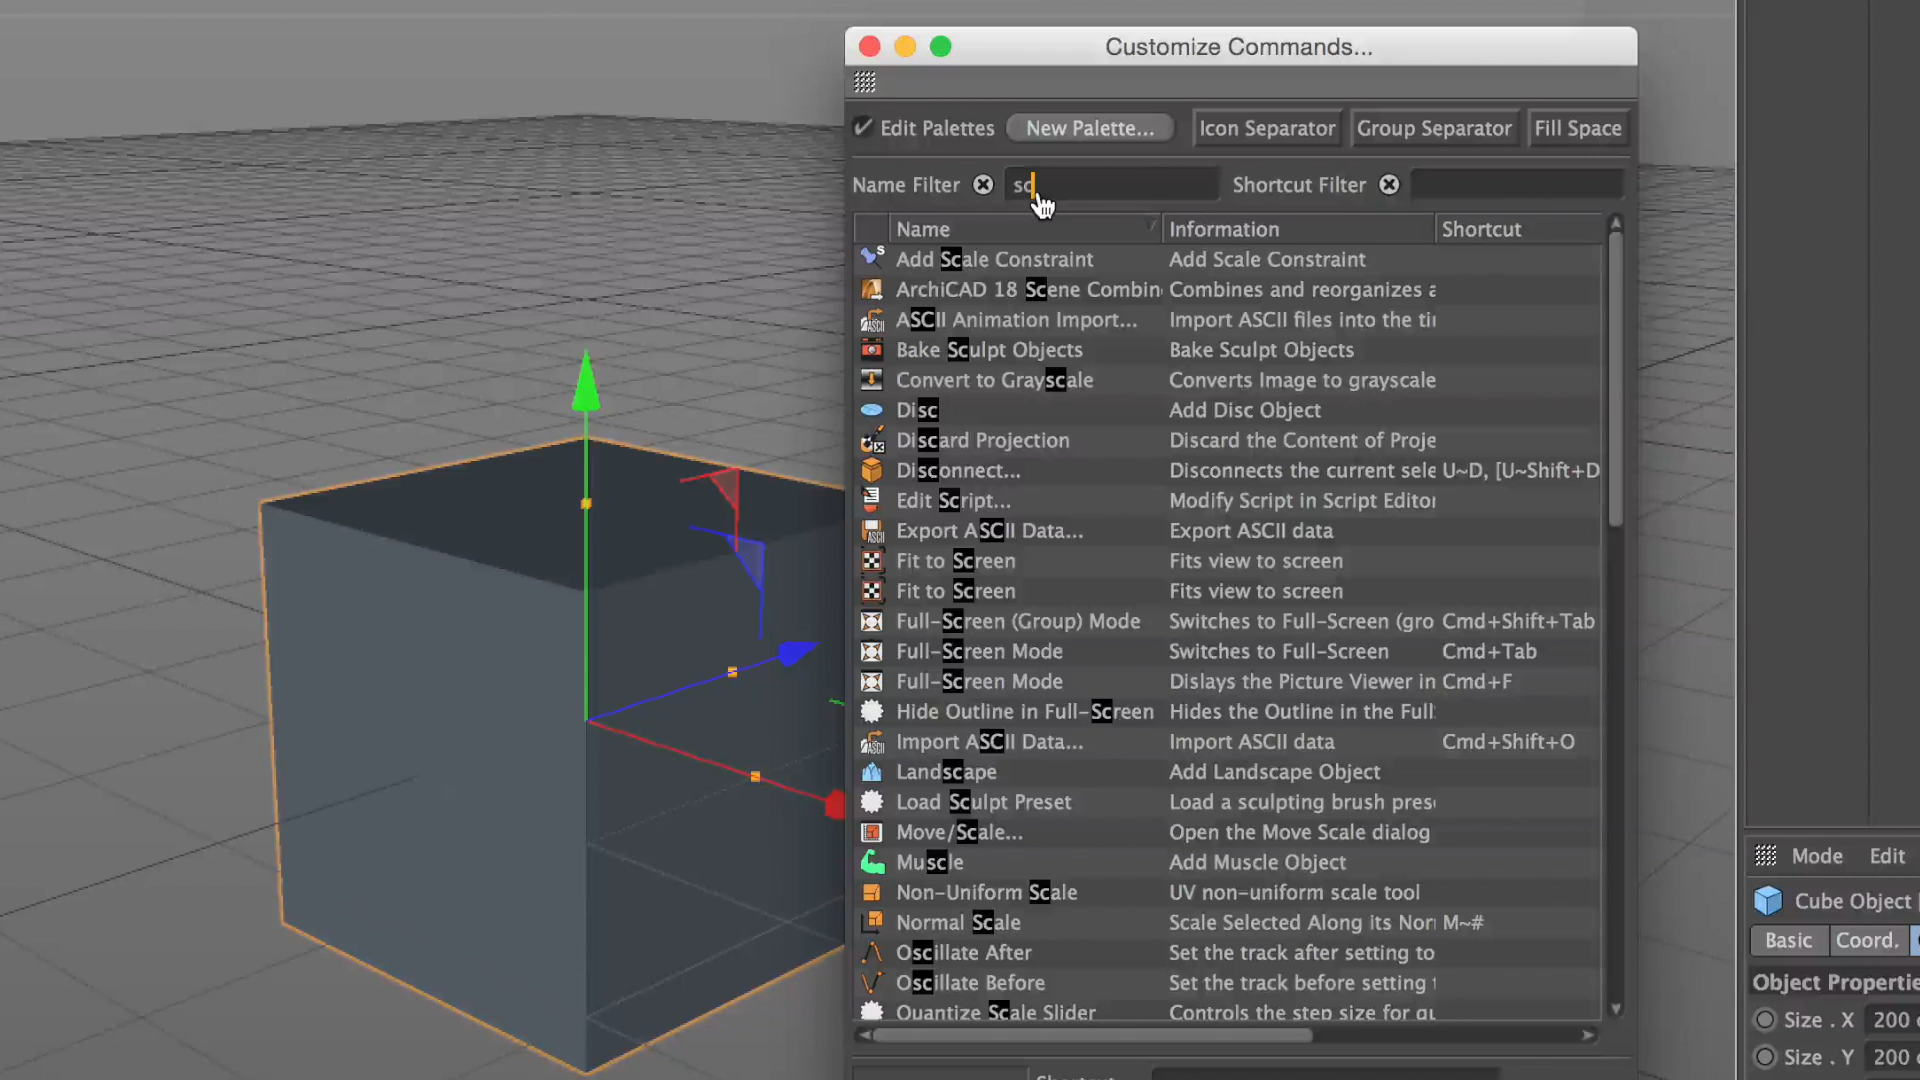 Customize Commands...
Edit Palettes New Palette... Icon Separator Group Separator Fill Space
Name Filter sc Shortcut Filter
Name Information Shortcut
Add Scale Constraint Add Scale Constraint
ArchiCAD 18 Scene Combin Combines and reorganizes a
ASCII Animation Import... Import ASCII files into the ti
Bake Sculpt Objects Bake Sculpt Objects
Convert to Grayscale Converts Image to grayscale
Disc Add Disc Object
Discard Projection Discard the Content of Proje
Disconnect... Disconnects the current sele U~D, [U~Shift+D
Edit Script... Modify Script in Script Editor
Export ASCII Data... Export ASCII data
Fit to Screen Fits view to screen
Fit to Screen Fits view to screen
Full-Screen (Group) Mode Switches to Full-Screen (gro Cmd+Shift+Tab
Full-Screen Mode Switches to Full-Screen Cmd+Tab
Full-Screen Mode Dislays the Picture Viewer in Cmd+F
Hide Outline in Full-Screen Hides the Outline in the Full
Import ASCII Data... Import ASCII data Cmd+Shift+O
Landscape Add Landscape Object
Load Sculpt Preset Load a sculpting brush pres
Move/Scale... Open the Move Scale dialog
Muscle Add Muscle Object
Non-Uniform Scale UV non-uniform scale tool
Normal Scale Scale Selected Along its Nor M~#
Oscillate After Set the track after setting to
Oscillate Before Set the track before setting
Quantize Scale Slider Controls the step size for qu
Mode Edit
Cube Object
Basic Coord.
Object Propertie
Size . X 200
Size . Y 200